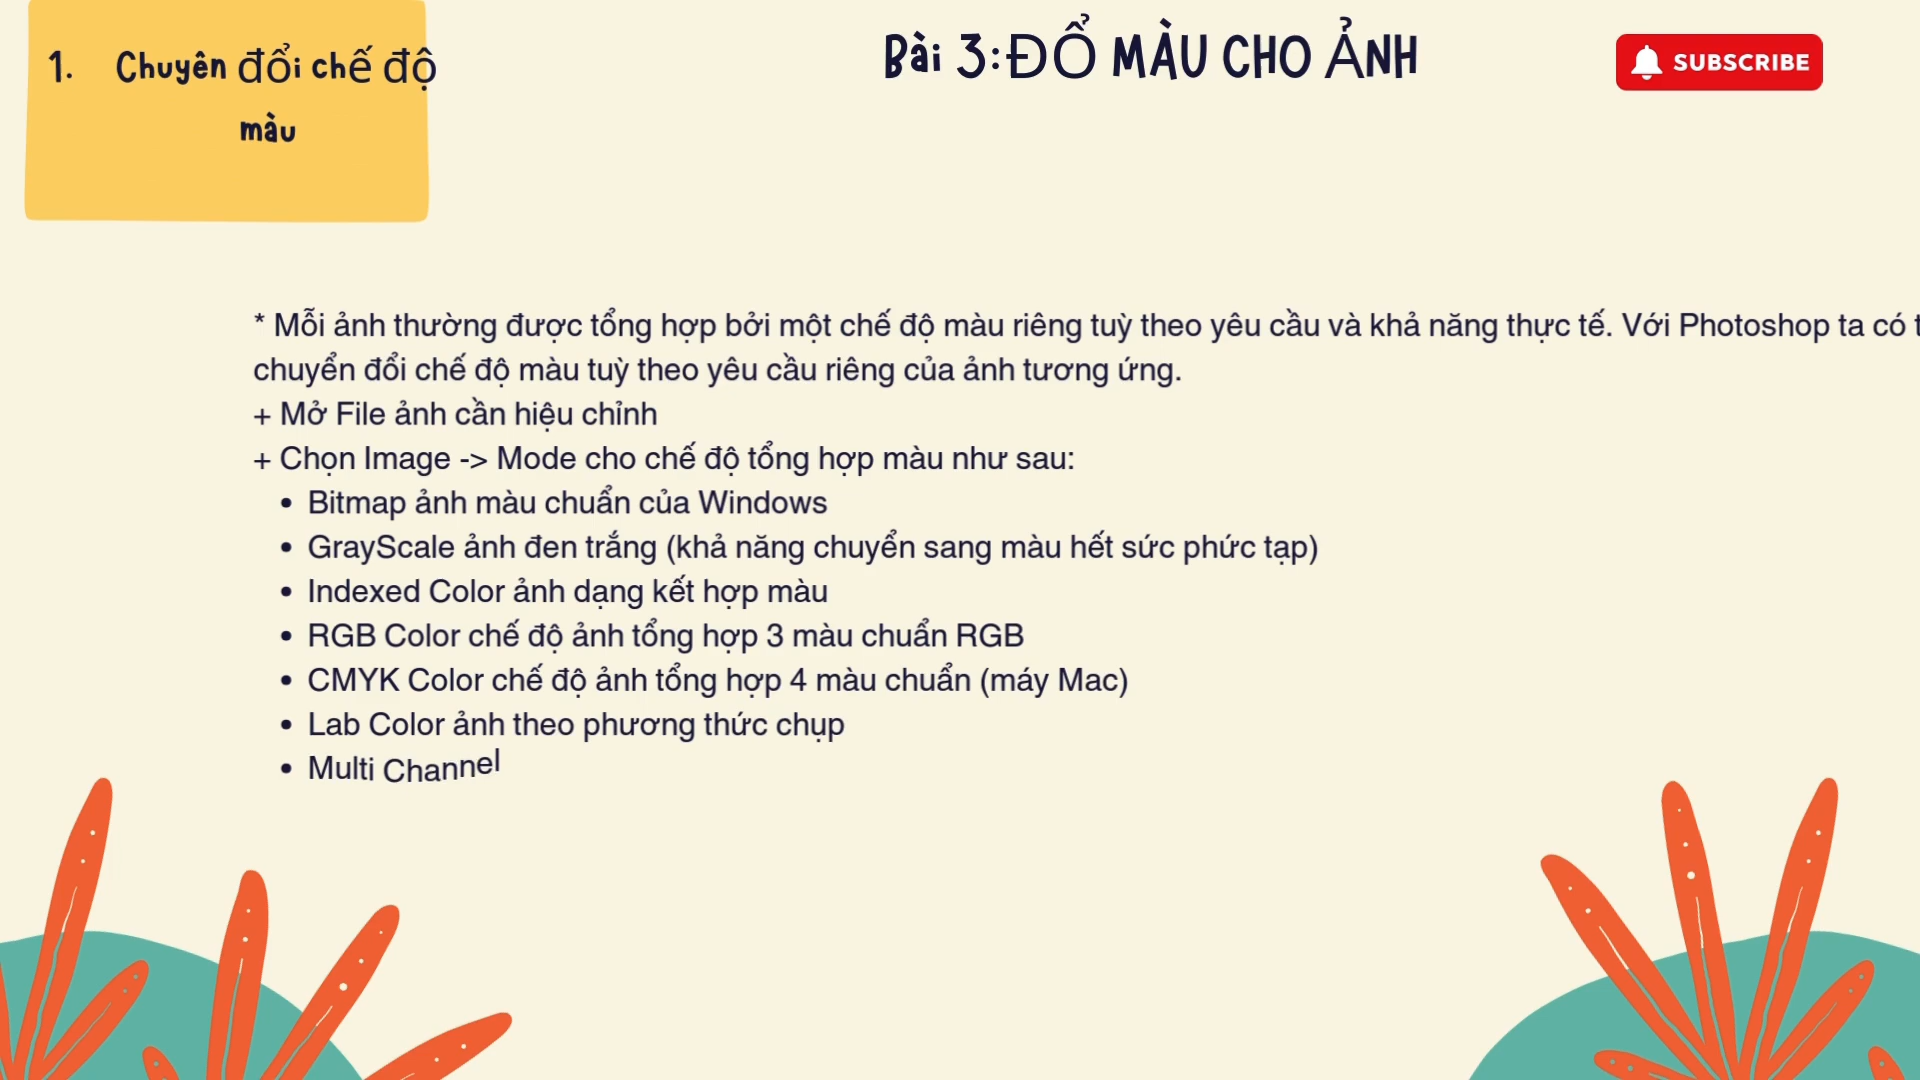 1. Chuyên đổi chế độ
màu
Bài 3:ĐỔ MÀU CHO ẢNH
SUBSCRIBE
* Mỗi ảnh thường được tổng hợp bởi một chế độ màu riêng tuỳ theo yêu cầu và khả năng thực tế. Với Photoshop ta có
chuyển đổi chế độ màu tuỳ theo yêu cầu riêng của ảnh tương ứng.
+ Mở File ảnh cần hiệu chỉnh
+ Chọn Image -> Mode cho chế độ tổng hợp màu như sau:
• Bitmap ảnh màu chuẩn của Windows
• GrayScale ảnh đen trắng (khả năng chuyển sang màu hết sức phức tạp)
• Indexed Color ảnh dạng kết hợp màu
• RGB Color chế độ ảnh tổng hợp 3 màu chuẩn RGB
• CMYK Color chế độ ảnh tổng hợp 4 màu chuẩn (máy Mac)
• Lab Color ảnh theo phương thức chụp
• Multi Channel